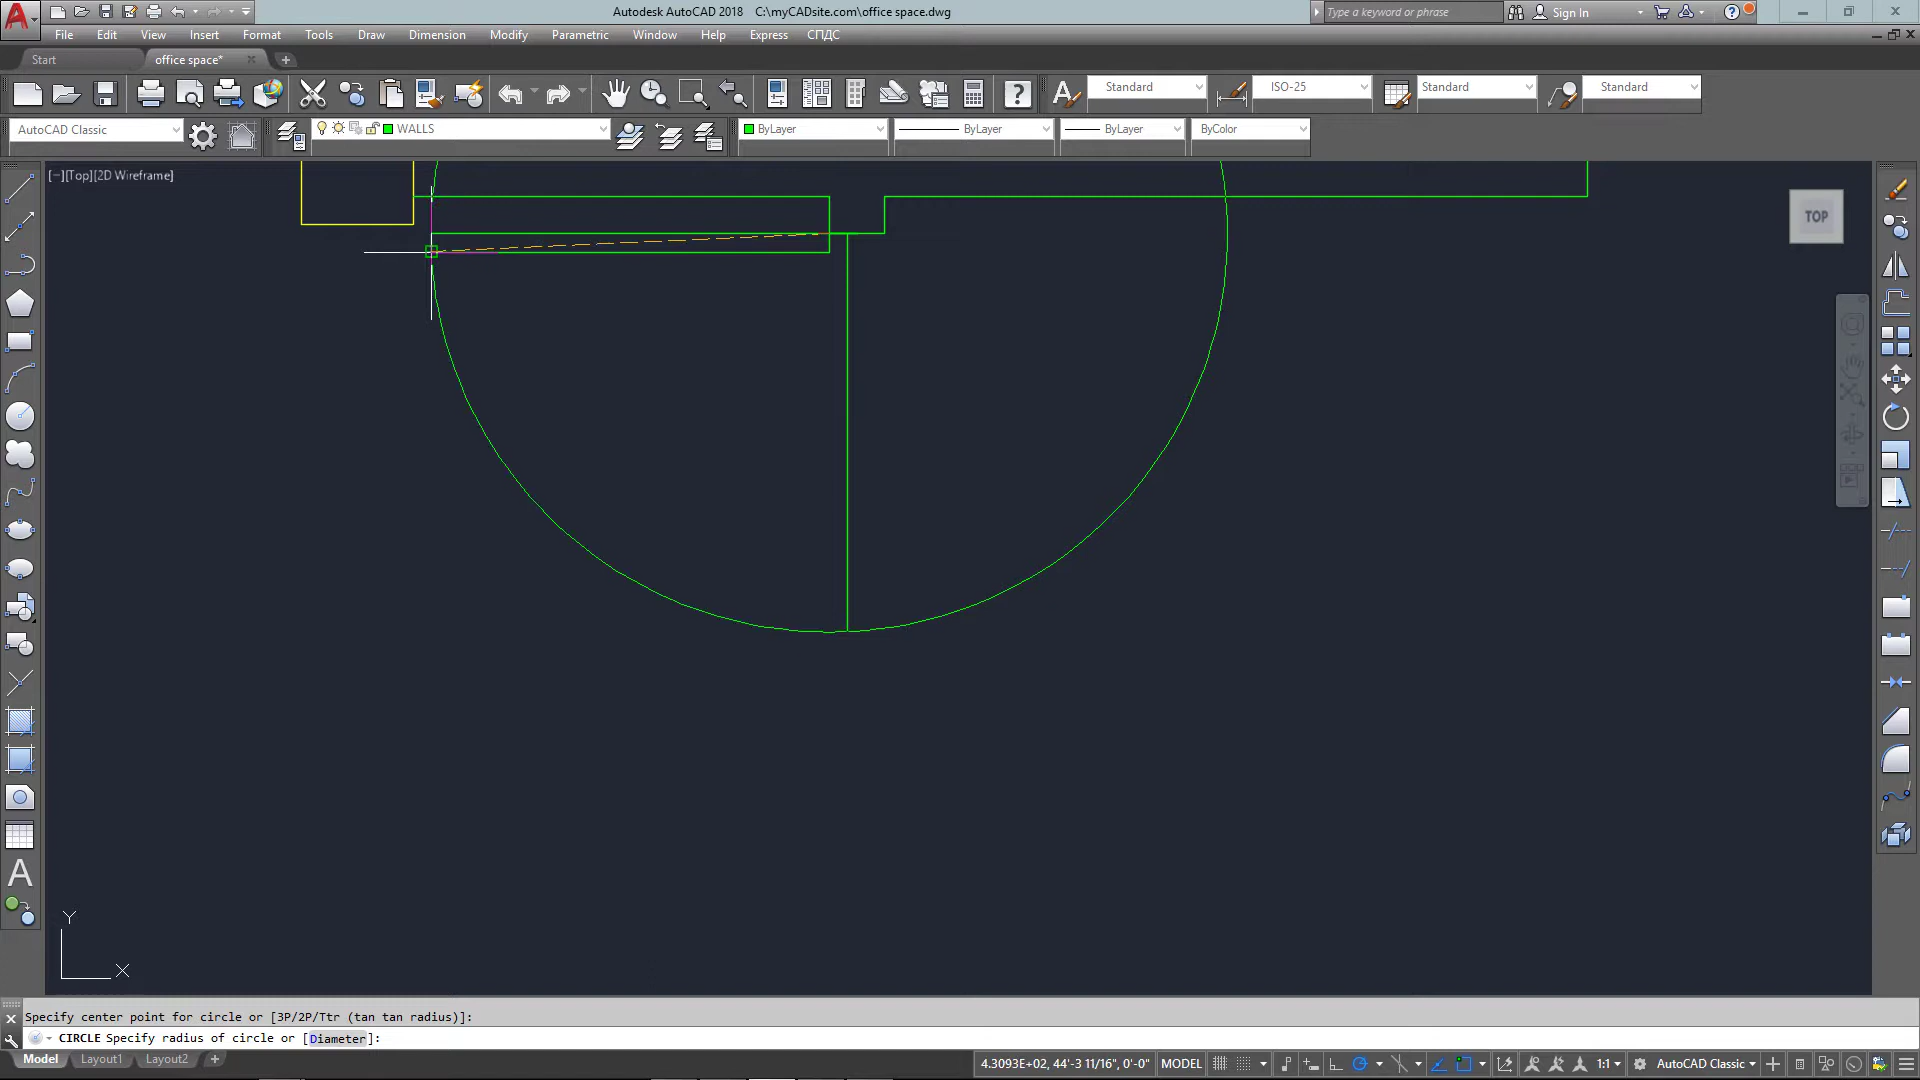 Autodesk AutoCAD 2018 C:\myCADsite.com\office space.dwg
Type a keyword or phrase
Sign In
File Edit View Insert Format Tools Draw Dimension Modify Parametric Window Help Express СПДС
Start office space*
Standard ISO-25 Standard Standard
AutoCAD Classic WALLS ByLayer ByLayer ByLayer ByColor
[−][Top][2D Wireframe]
TOP
A
Y
X
Specify center point for circle or [3P/2P/Ttr (tan tan radius)]:
CIRCLE Specify radius of circle or [Diameter]:
Model Layout1 Layout2 +
4.3093E+02, 44'-3 11/16", 0'-0" MODEL 1:1 AutoCAD Classic